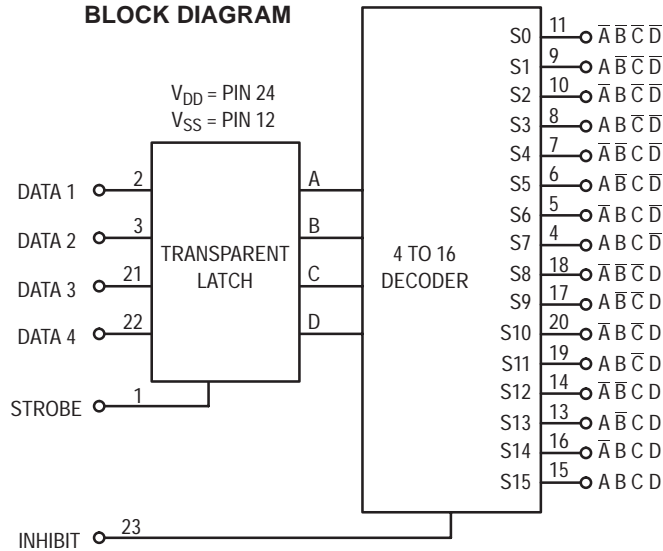 BLOCK DIAGRAM
V_DD = PIN 24
V_SS = PIN 12
DATA 1 2
DATA 2 3
DATA 3 21
DATA 4 22
STROBE 1
INHIBIT 23
TRANSPARENT
LATCH
A
B
C
D
4 TO 16
DECODER
S0 11 A̅ B̅ C̅ D̅
S1 9 A B̅ C̅ D̅
S2 10 A̅ B C̅ D̅
S3 8 A B C̅ D̅
S4 7 A̅ B̅ C D̅
S5 6 A B̅ C D̅
S6 5 A̅ B C D̅
S7 4 A B C D̅
S8 18 A̅ B̅ C̅ D
S9 17 A B̅ C̅ D
S10 20 A̅ B C̅ D
S11 19 A B C̅ D
S12 14 A̅ B̅ C D
S13 13 A B̅ C D
S14 16 A̅ B C D
S15 15 A B C D